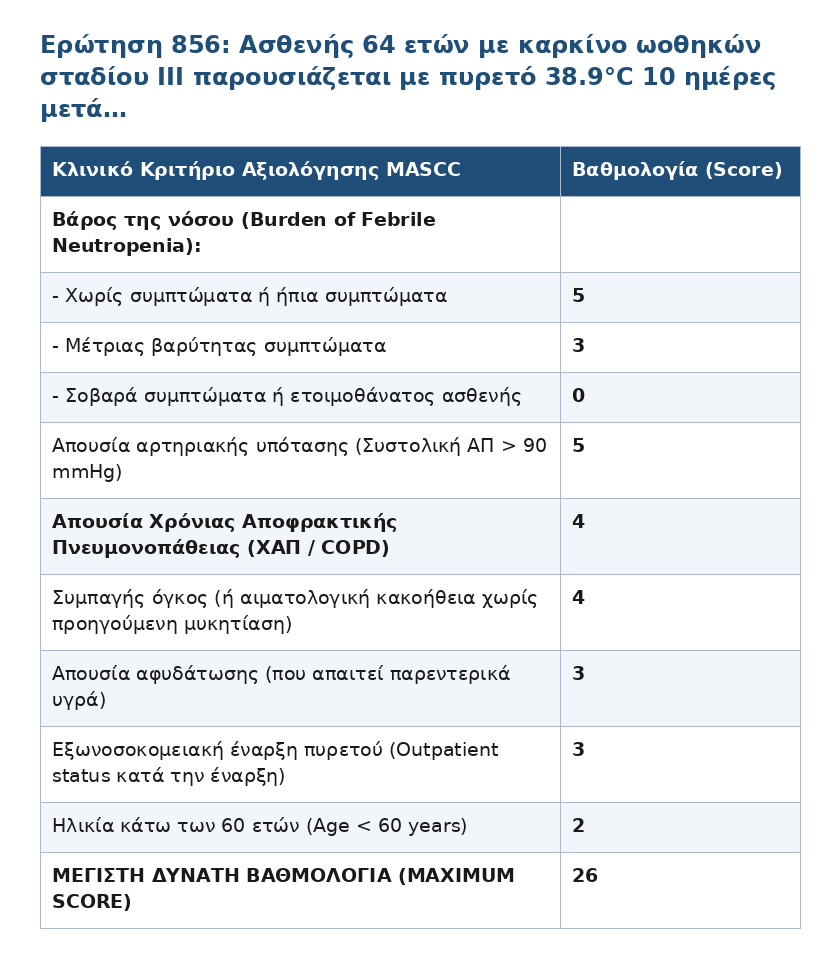 Ερώτηση 856: Ασθενής 64 ετών με καρκίνο ωοθηκών
σταδίου III παρουσιάζεται με πυρετό 38.9°C 10 ημέρες
μετά...
Κλινικό Κριτήριο Αξιολόγησης MASCC
Βαθμολογία (Score)
Βάρος της νόσου (Burden of Febrile
Neutropenia):
- Χωρίς συμπτώματα ή ήπια συμπτώματα
5
- Μέτριας βαρύτητας συμπτώματα
3
- Σοβαρά συμπτώματα ή ετοιμοθάνατος ασθενής
0
Απουσία αρτηριακής υπότασης (Συστολική ΑΠ > 90
mmHg)
5
Απουσία Χρόνιας Αποφρακτικής
Πνευμονοπάθειας (ΧΑΠ / COPD)
4
Συμπαγής όγκος (ή αιματολογική κακοήθεια χωρίς
προηγούμενη μυκητίαση)
4
Απουσία αφυδάτωσης (που απαιτεί παρεντερικά
υγρά)
3
Εξωνοσοκομειακή έναρξη πυρετού (Outpatient
status κατά την έναρξη)
3
Ηλικία κάτω των 60 ετών (Age < 60 years)
2
ΜΕΓΙΣΤΗ ΔΥΝΑΤΗ ΒΑΘΜΟΛΟΓΙΑ (MAXIMUM
SCORE)
26